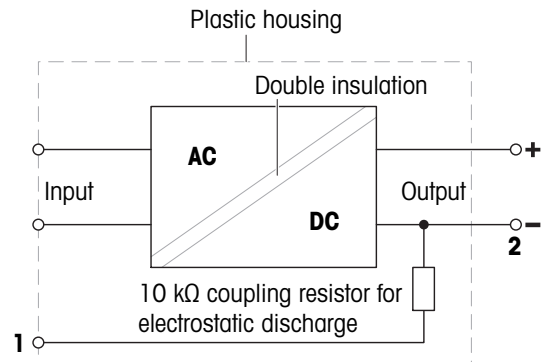 Plastic housing
Double insulation
AC
+
Input
Output
DC
−
2
10 kΩ coupling resistor for
electrostatic discharge
1